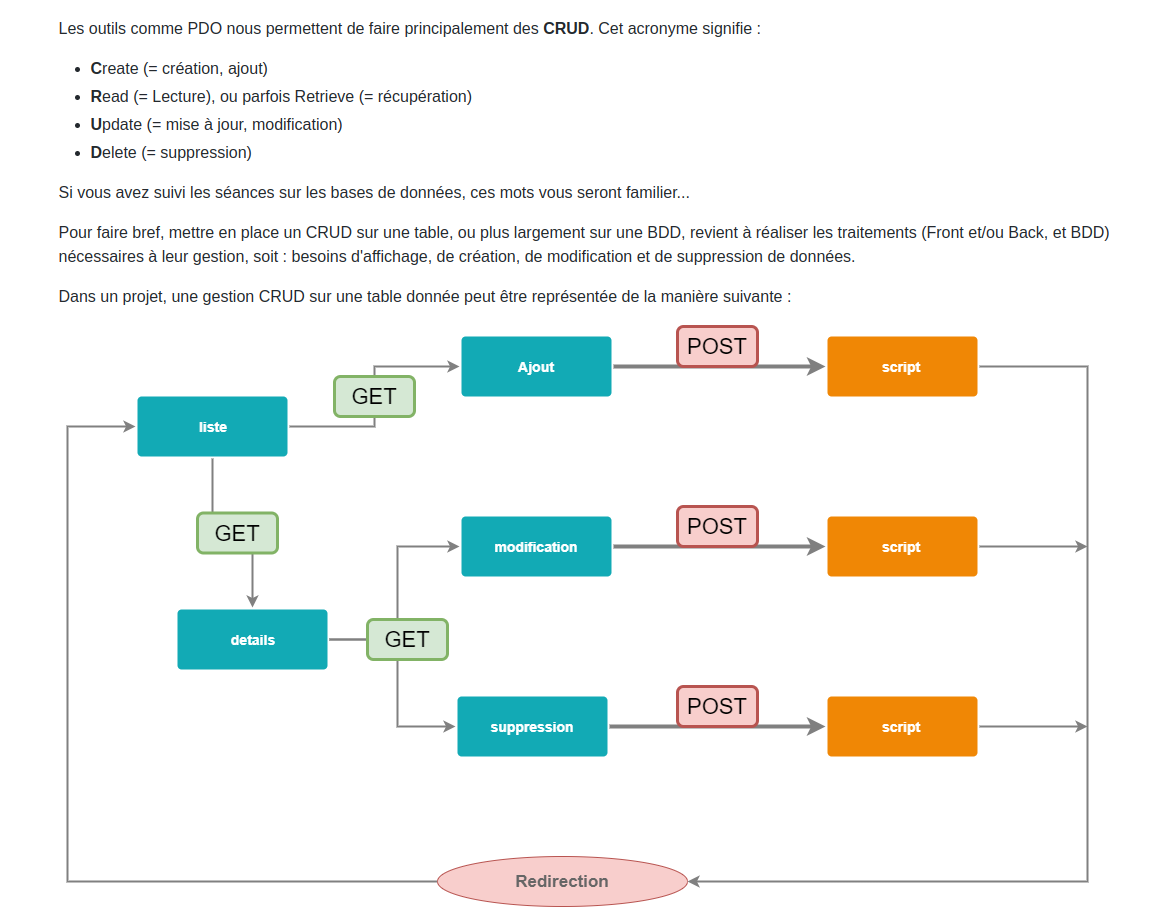 Les outils comme PDO nous permettent de faire principalement des CRUD. Cet acronyme signifie :
Create (= création, ajout)
Read (= Lecture), ou parfois Retrieve (= récupération)
Update (= mise à jour, modification)
Delete (= suppression)
Si vous avez suivi les séances sur les bases de données, ces mots vous seront familier...
Pour faire bref, mettre en place un CRUD sur une table, ou plus largement sur une BDD, revient à réaliser les traitements (Front et/ou Back, et BDD)
nécessaires à leur gestion, soit : besoins d'affichage, de création, de modification et de suppression de données.
Dans un projet, une gestion CRUD sur une table donnée peut être représentée de la manière suivante :
POST
Ajout
script
GET
liste
POST
GET
modification
script
GET
details
POST
suppression
script
Redirection